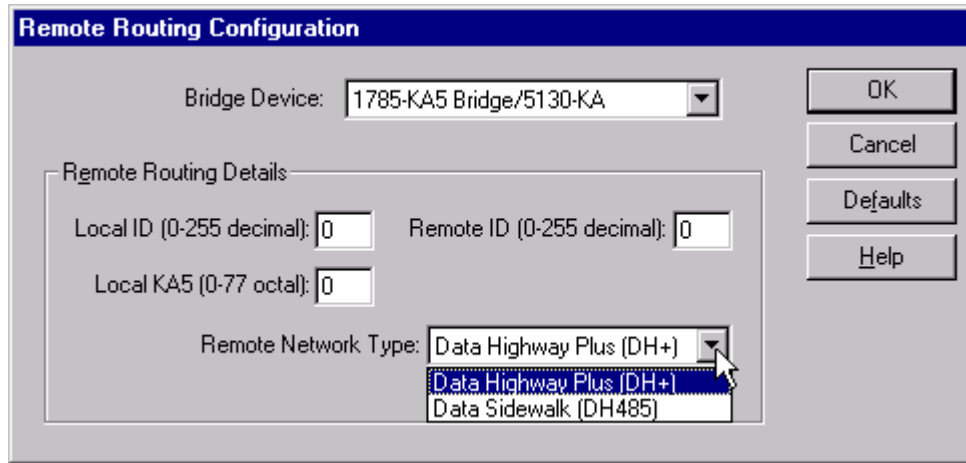 Remote Routing Configuration
Bridge Device: 1785-KA5 Bridge/5130-KA
OK
Cancel
Defaults
Help
Remote Routing Details
Local ID (0-255 decimal): 0 Remote ID (0-255 decimal): 0
Local KA5 (0-77 octal): 0
Remote Network Type: Data Highway Plus (DH+)
Data Highway Plus (DH+)
Data Sidewalk (DH485)